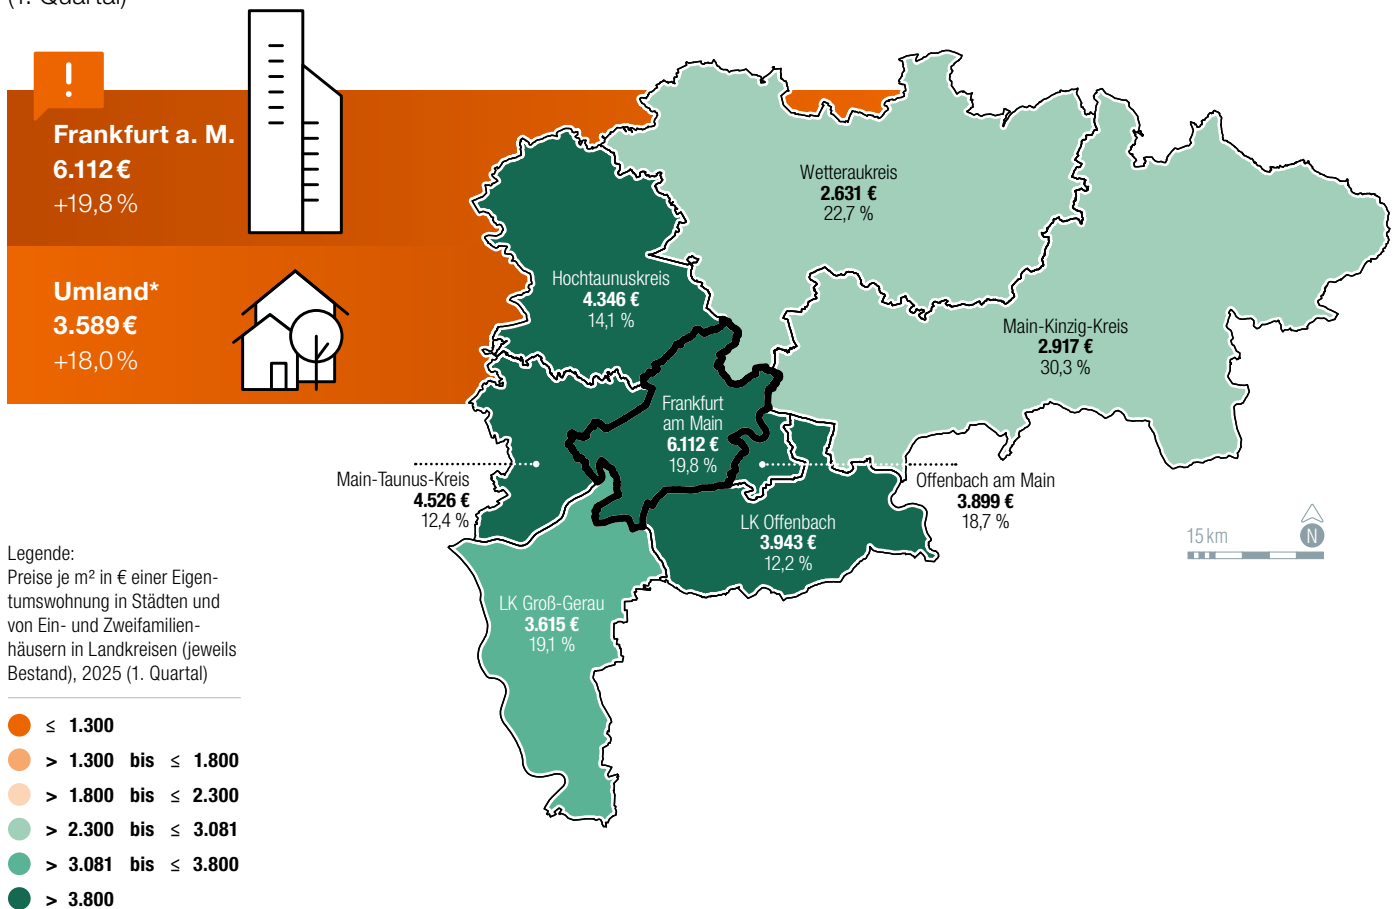 (1. Quartal)
!
Frankfurt a. M.
6.112 €
+19,8 %
Umland*
3.589 €
+18,0 %
Wetteraukreis
2.631 €
22,7 %
Hochtaunuskreis
4.346 €
14,1 %
Main-Kinzig-Kreis
2.917 €
30,3 %
Frankfurt
am Main
6.112 €
19,8 %
Main-Taunus-Kreis
4.526 €
12,4 %
Offenbach am Main
3.899 €
18,7 %
LK Offenbach
3.943 €
12,2 %
LK Groß-Gerau
3.615 €
19,1 %
15 km
N
Legende:
Preise je m² in € einer Eigen-
tumswohnung in Städten und
von Ein- und Zweifamilien-
häusern in Landkreisen (jeweils
Bestand), 2025 (1. Quartal)
≤ 1.300
> 1.300 bis ≤ 1.800
> 1.800 bis ≤ 2.300
> 2.300 bis ≤ 3.081
> 3.081 bis ≤ 3.800
> 3.800